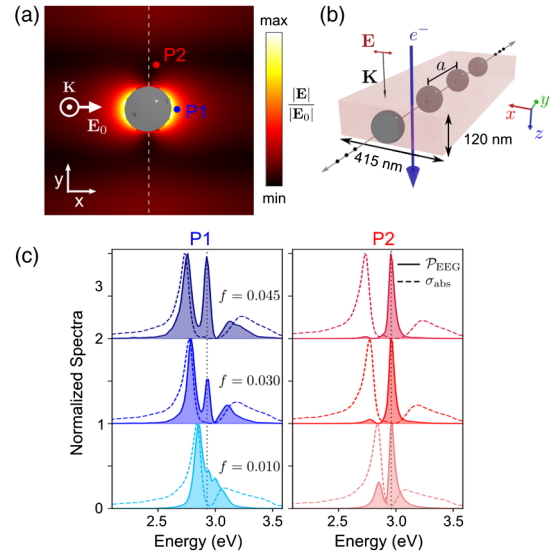 (a)
P2
P1
K
E₀
y
x
max
|E|
|E₀|
min
(b)
E
e⁻
K
a
y
x
z
120 nm
415 nm
(c)
P1
P2
Normalized Spectra
3
2
1
0
f = 0.045
f = 0.030
f = 0.010
𝒫EEG
σabs
2.5 3.0 3.5
2.5 3.0 3.5
Energy (eV)
Energy (eV)